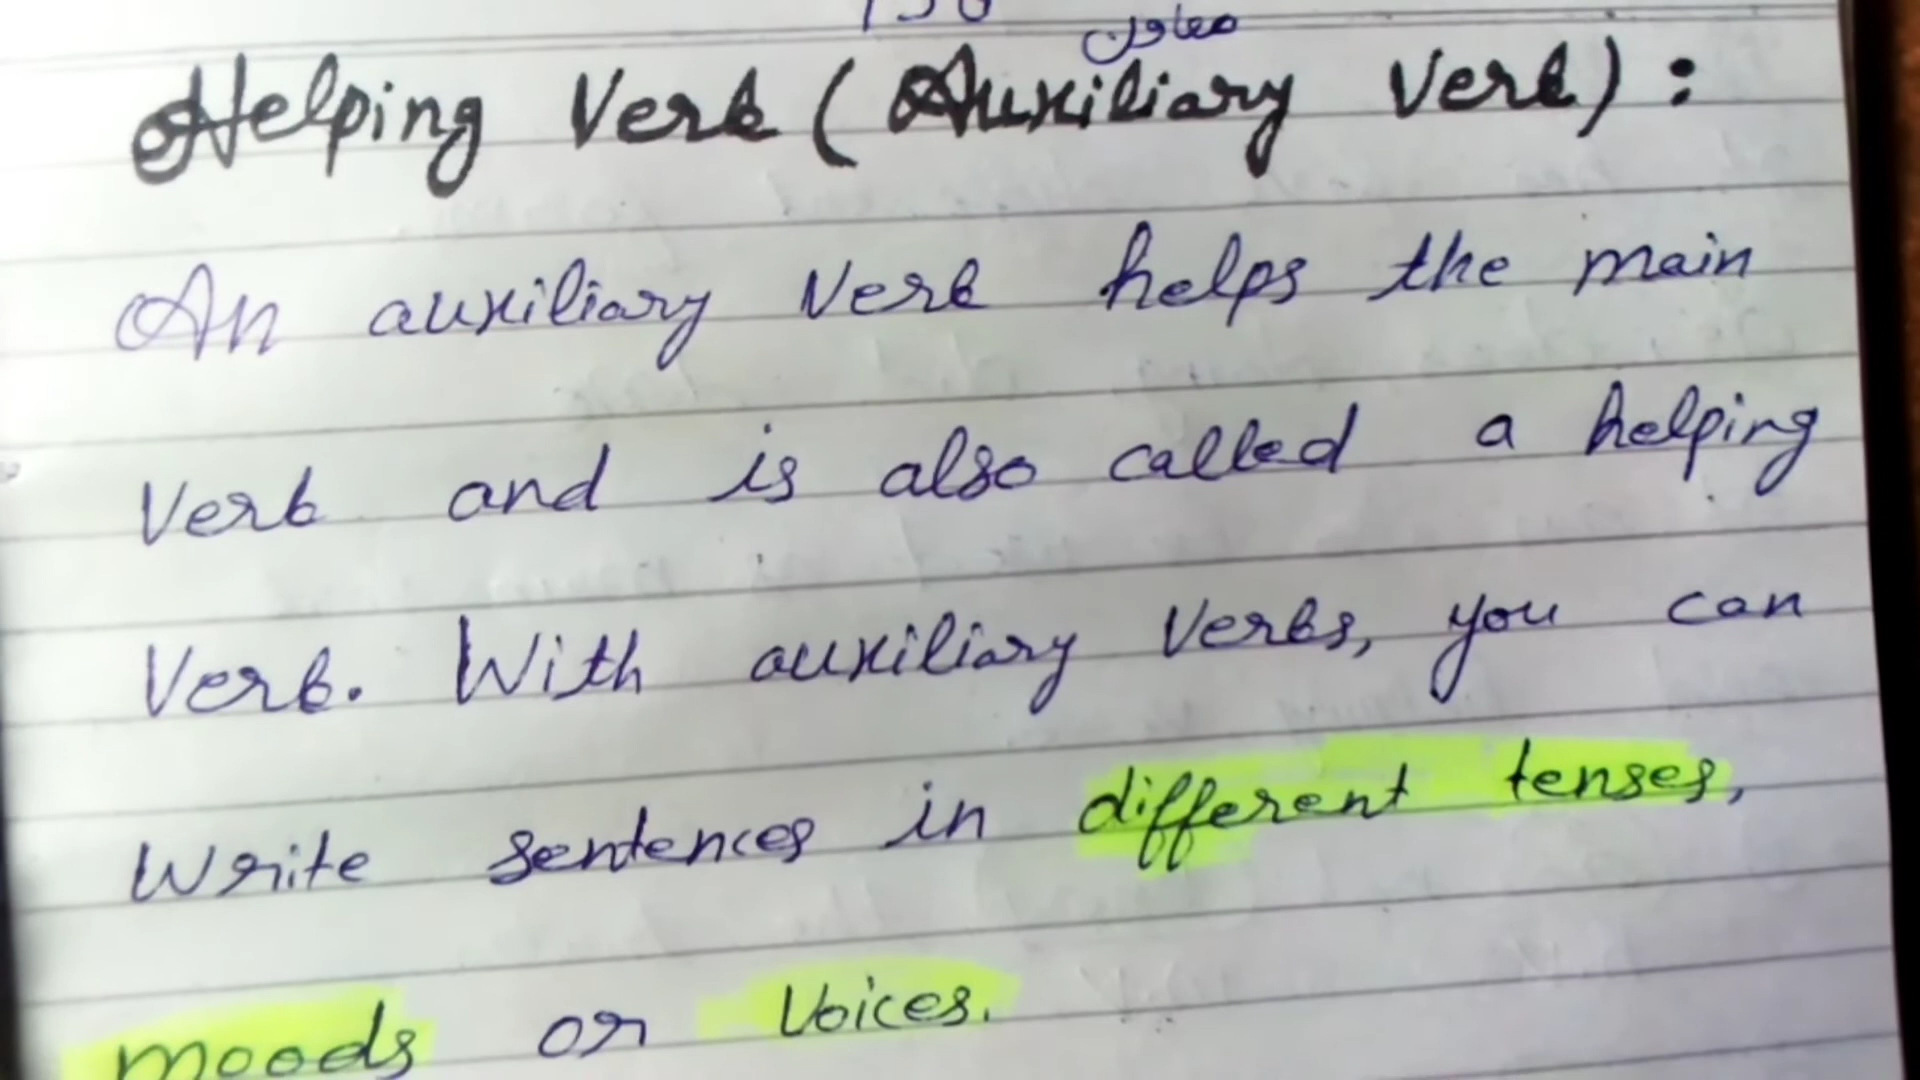 معاون
Helping Verb (Auxiliary Verb):
An auxiliary Verb helps the main
Verb and is also called a helping
Verb. With auxiliary Verbs, you can
Write sentences in different tenses,
moods or Voices.